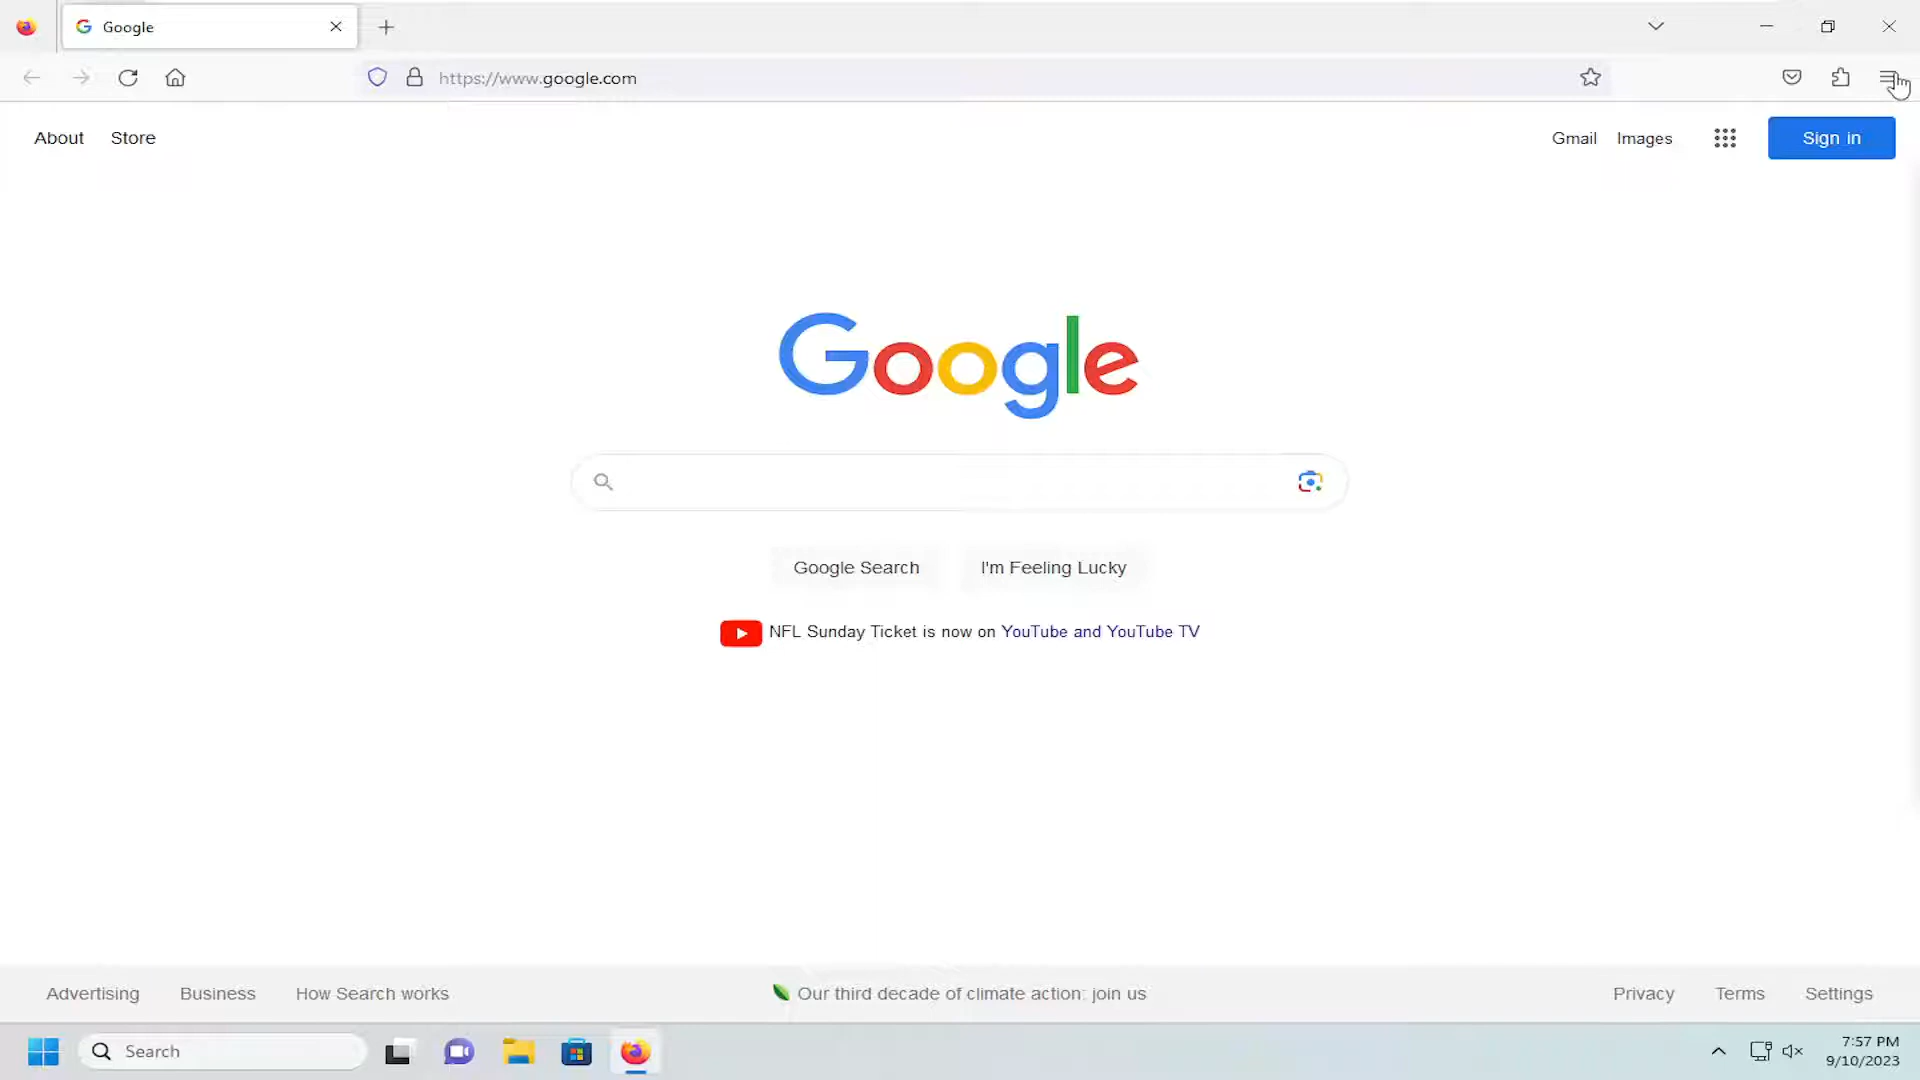 Google
https://www.google.com
About Store
Gmail Images Sign in
Google
Google Search I'm Feeling Lucky
NFL Sunday Ticket is now on YouTube and YouTube TV
Advertising Business How Search works Our third decade of climate action: join us Privacy Terms Settings
Search
7:57 PM
9/10/2023